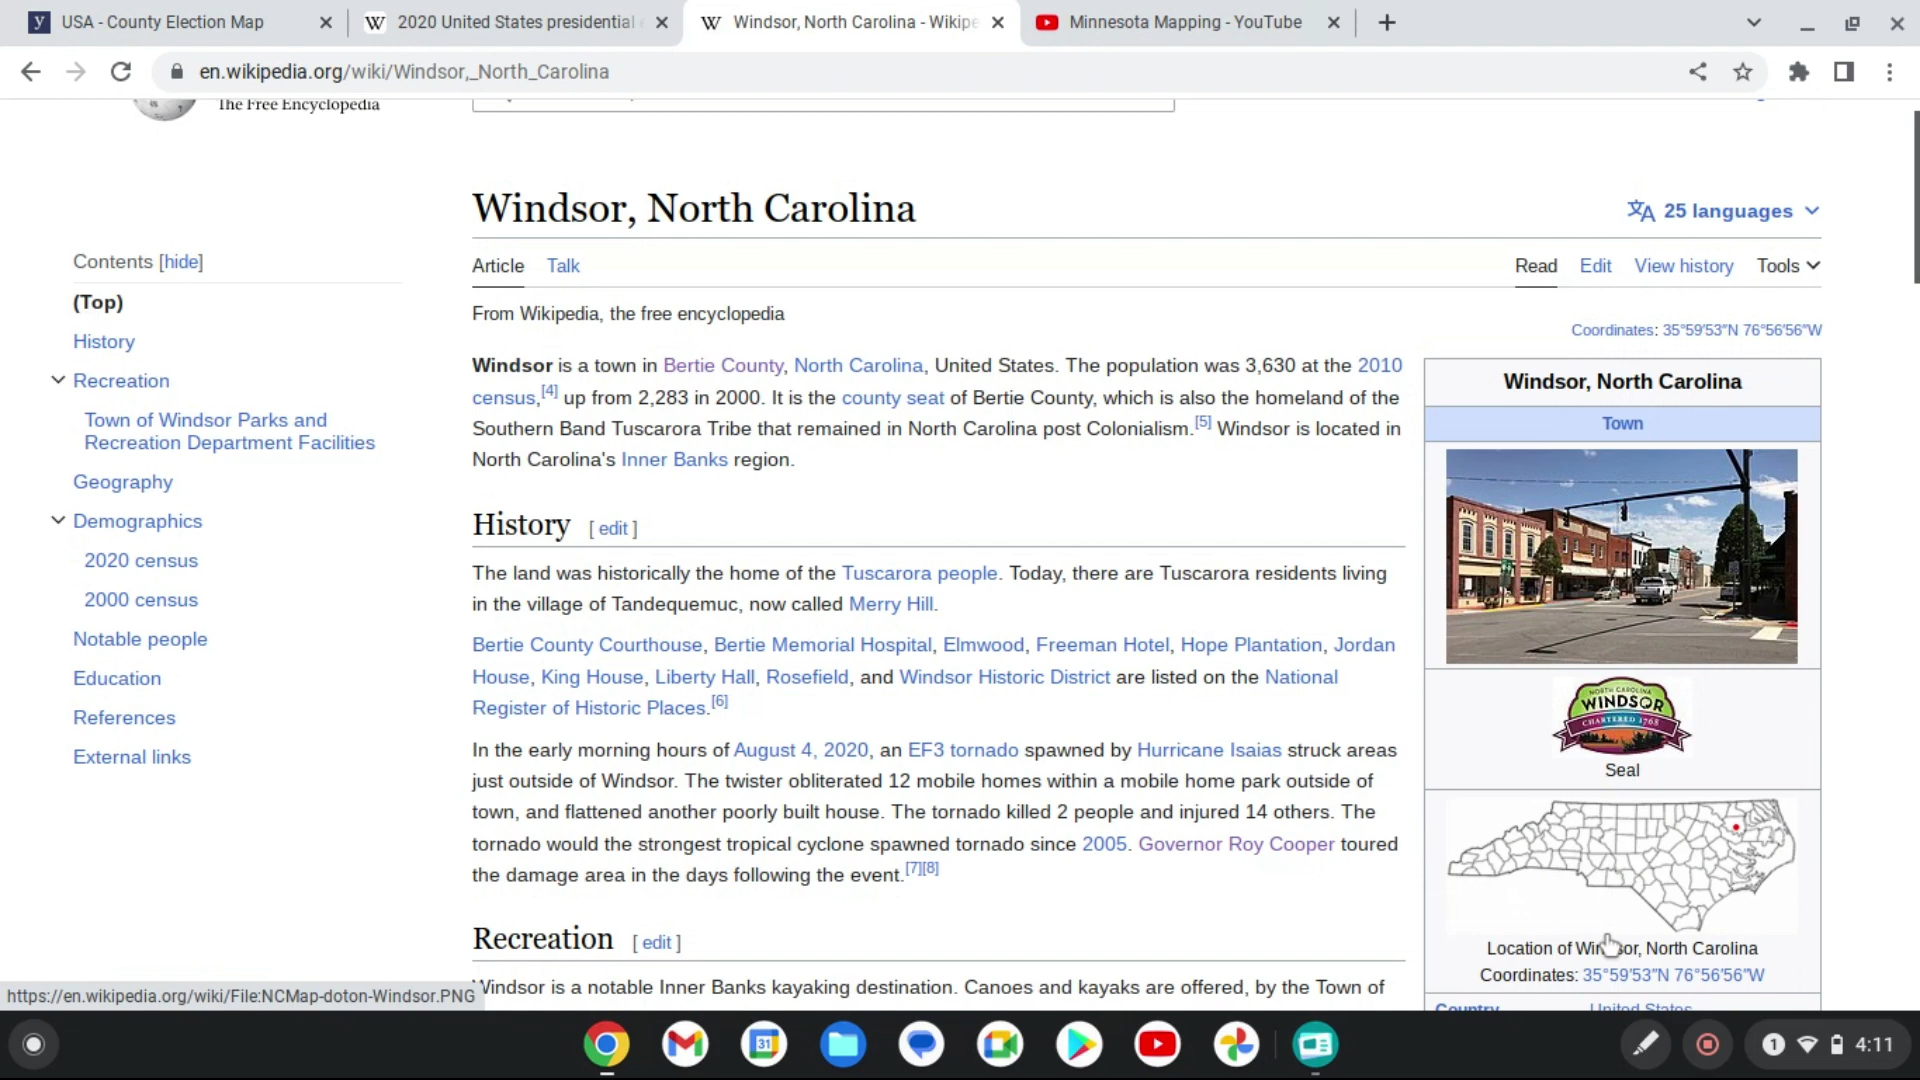 USA - County Election Map
2020 United States presidential
Windsor, North Carolina - Wikipe
Minnesota Mapping - YouTube
en.wikipedia.org/wiki/Windsor,_North_Carolina
The Free Encyclopedia
Windsor, North Carolina
25 languages
Contents [hide]
(Top)
History
Recreation
Town of Windsor Parks and
Recreation Department Facilities
Geography
Demographics
2020 census
2000 census
Notable people
Education
References
External links
Article Talk
Read Edit View history Tools
From Wikipedia, the free encyclopedia
Coordinates: 35°59′53″N 76°56′56″W
Windsor is a town in Bertie County, North Carolina, United States. The population was 3,630 at the 2010
census,[4] up from 2,283 in 2000. It is the county seat of Bertie County, which is also the homeland of the
Southern Band Tuscarora Tribe that remained in North Carolina post Colonialism.[5] Windsor is located in
North Carolina's Inner Banks region.
History [ edit ]
The land was historically the home of the Tuscarora people. Today, there are Tuscarora residents living
in the village of Tandequemuc, now called Merry Hill.
Bertie County Courthouse, Bertie Memorial Hospital, Elmwood, Freeman Hotel, Hope Plantation, Jordan
House, King House, Liberty Hall, Rosefield, and Windsor Historic District are listed on the National
Register of Historic Places.[6]
In the early morning hours of August 4, 2020, an EF3 tornado spawned by Hurricane Isaias struck areas
just outside of Windsor. The twister obliterated 12 mobile homes within a mobile home park outside of
town, and flattened another poorly built house. The tornado killed 2 people and injured 14 others. The
tornado would the strongest tropical cyclone spawned tornado since 2005. Governor Roy Cooper toured
the damage area in the days following the event.[7][8]
Recreation [ edit ]
Windsor is a notable Inner Banks kayaking destination. Canoes and kayaks are offered, by the Town of
Windsor, North Carolina
Town
NORTH CAROLINA
WINDSOR
CHARTERED 1768
Seal
Location of Windsor, North Carolina
Coordinates: 35°59′53″N 76°56′56″W
Country United States
https://en.wikipedia.org/wiki/File:NCMap-doton-Windsor.PNG
31
1
4:11